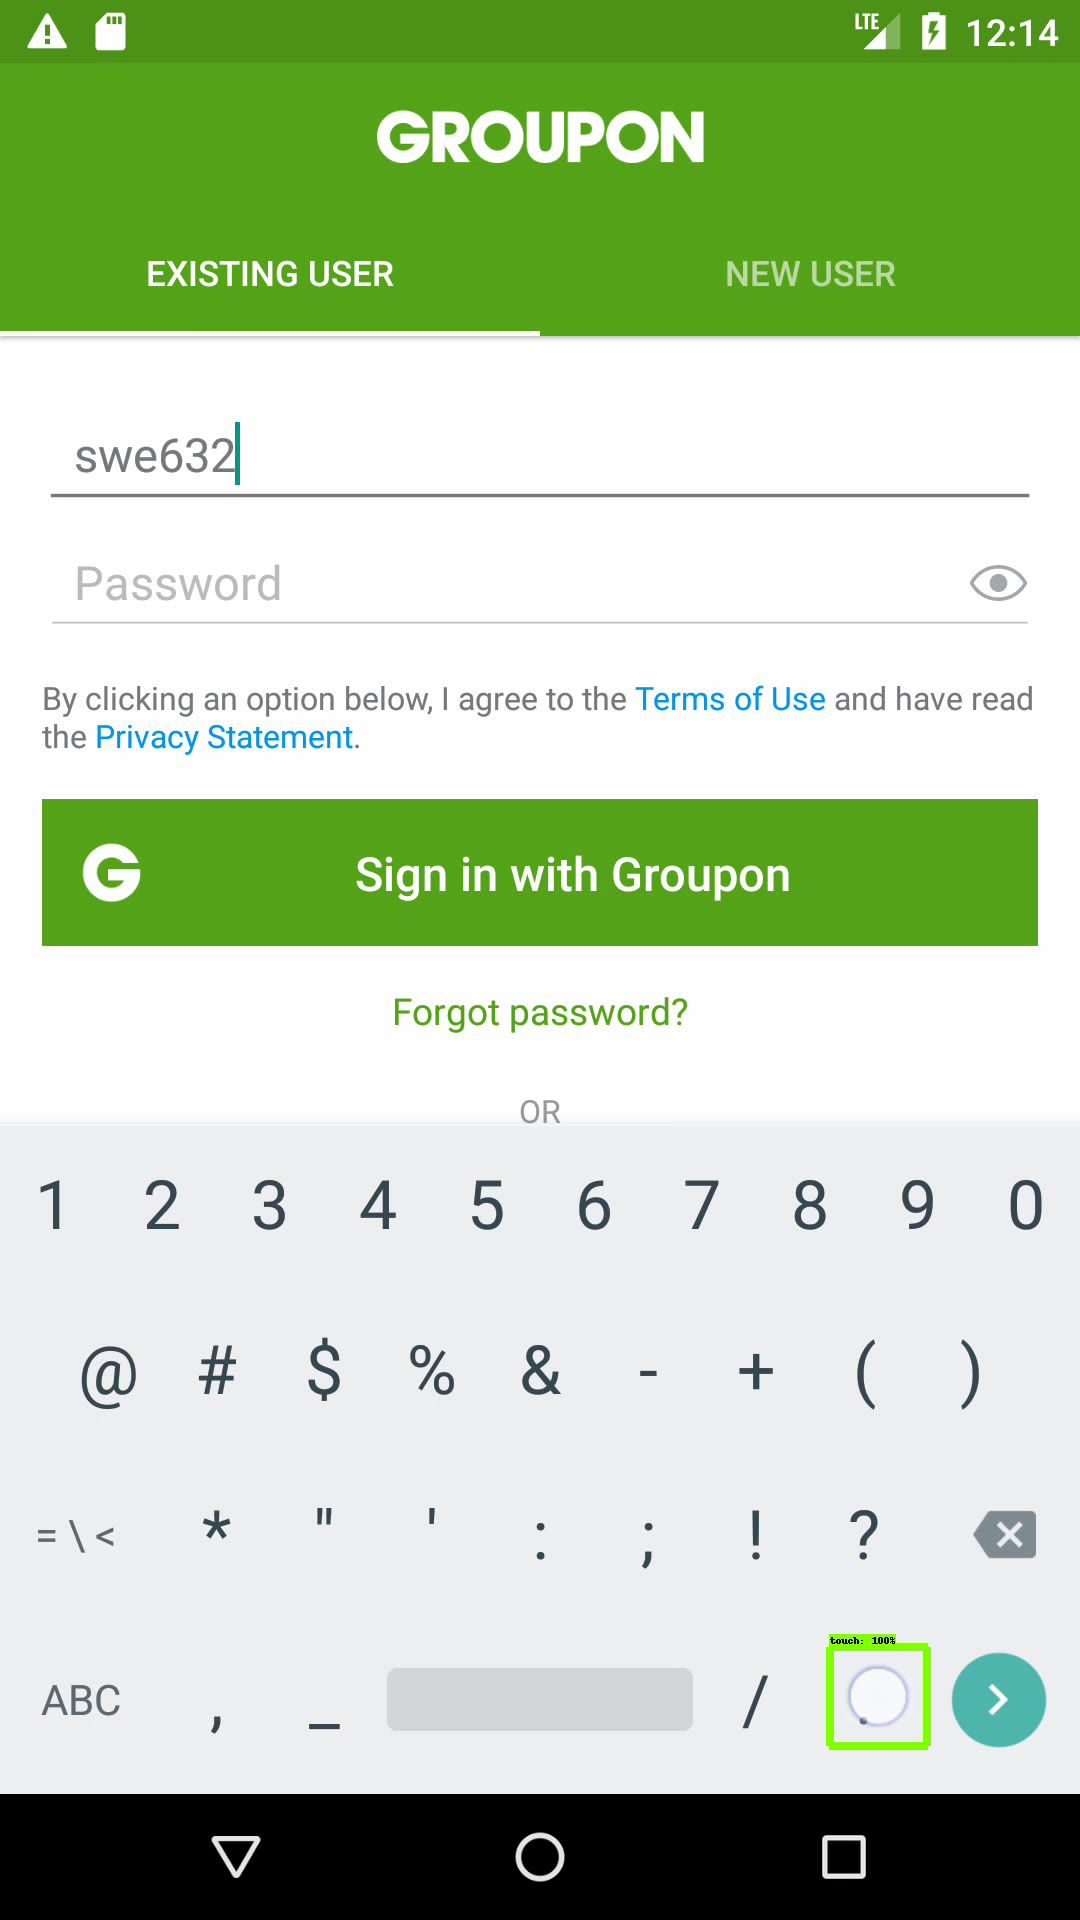 LTE 12:14
GROUPON
EXISTING USER NEW USER
swe632
Password
By clicking an option below, I agree to the Terms of Use and have read
the Privacy Statement.
G Sign in with Groupon
Forgot password?
OR
1 2 3 4 5 6 7 8 9 0
@ # $ % & - + ( )
= \ < * " ' : ; ! ?
touch: 100%
ABC , _ / .